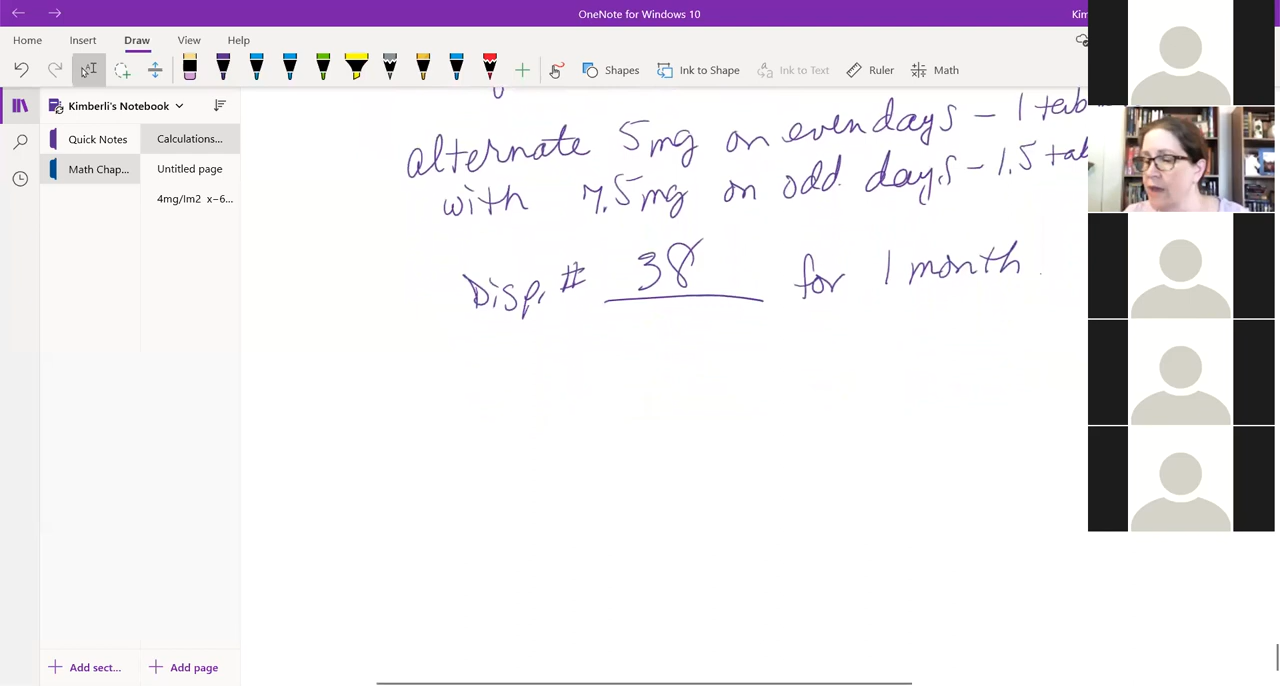 OneNote for Windows 10
Kim
Home Insert Draw View Help
Shapes Ink to Shape Ink to Text Ruler Math
Kimberli's Notebook
Quick Notes
Math Chap...
Calculations...
Untitled page
4mg/lm2 x-6...
alternate 5mg on even days - 1 tab
with 7.5mg on odd days - 1.5 tab
Disp. # 38 for 1 month
Add sect... Add page